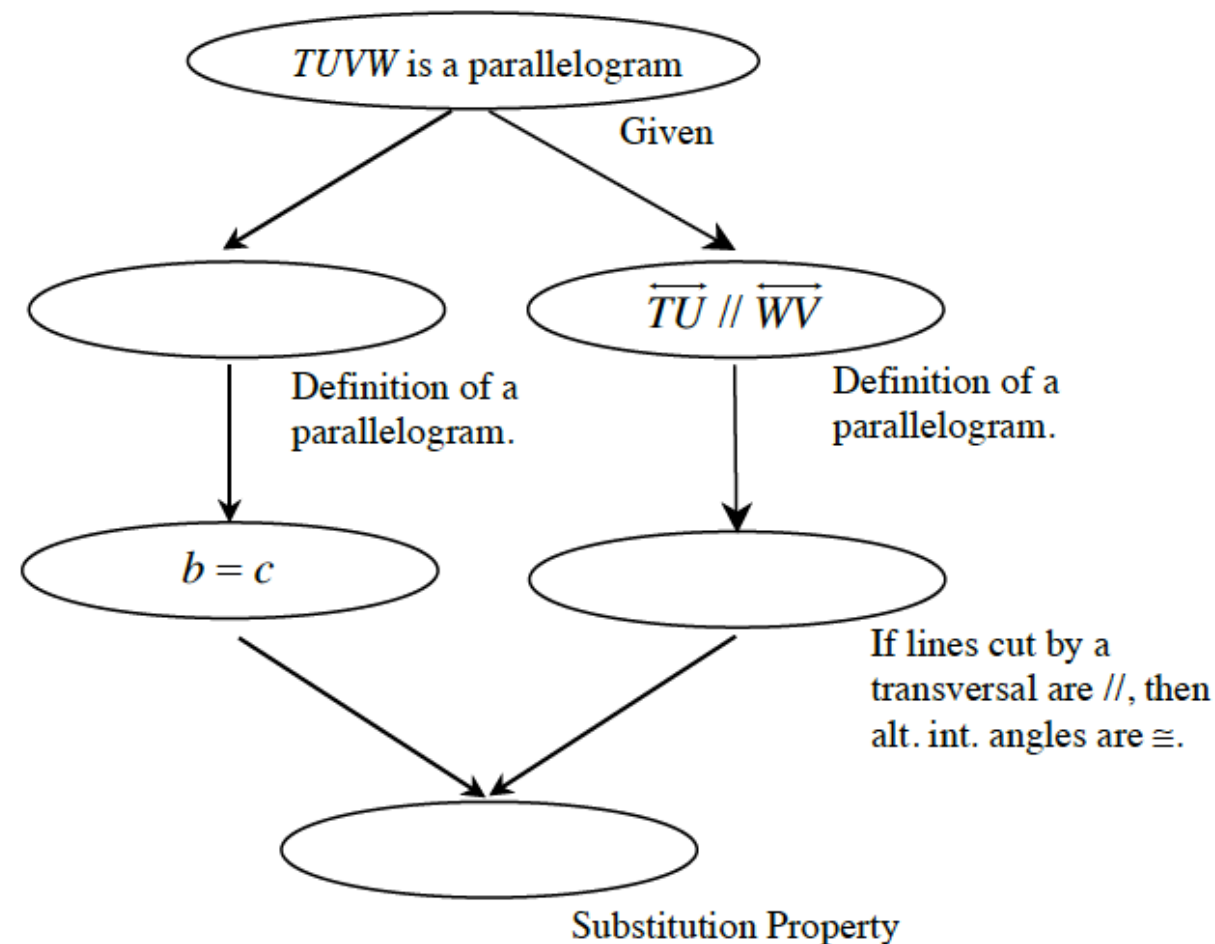 TUVW is a parallelogram
Given
TU // WV
Definition of a
parallelogram.
Definition of a
parallelogram.
b = c
If lines cut by a
transversal are //, then
alt. int. angles are ≅.
Substitution Property